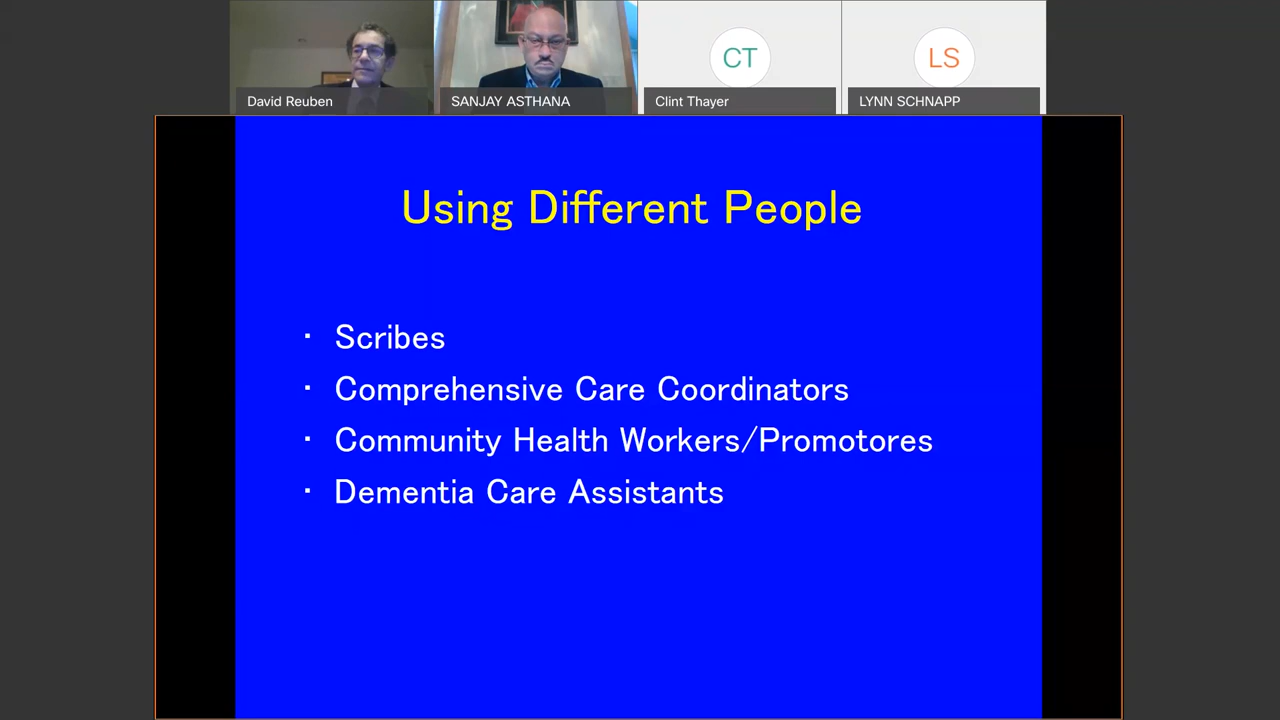 David Reuben
SANJAY ASTHANA
CT
Clint Thayer
LS
LYNN SCHNAPP
Using Different People
· Scribes
· Comprehensive Care Coordinators
· Community Health Workers/Promotores
· Dementia Care Assistants